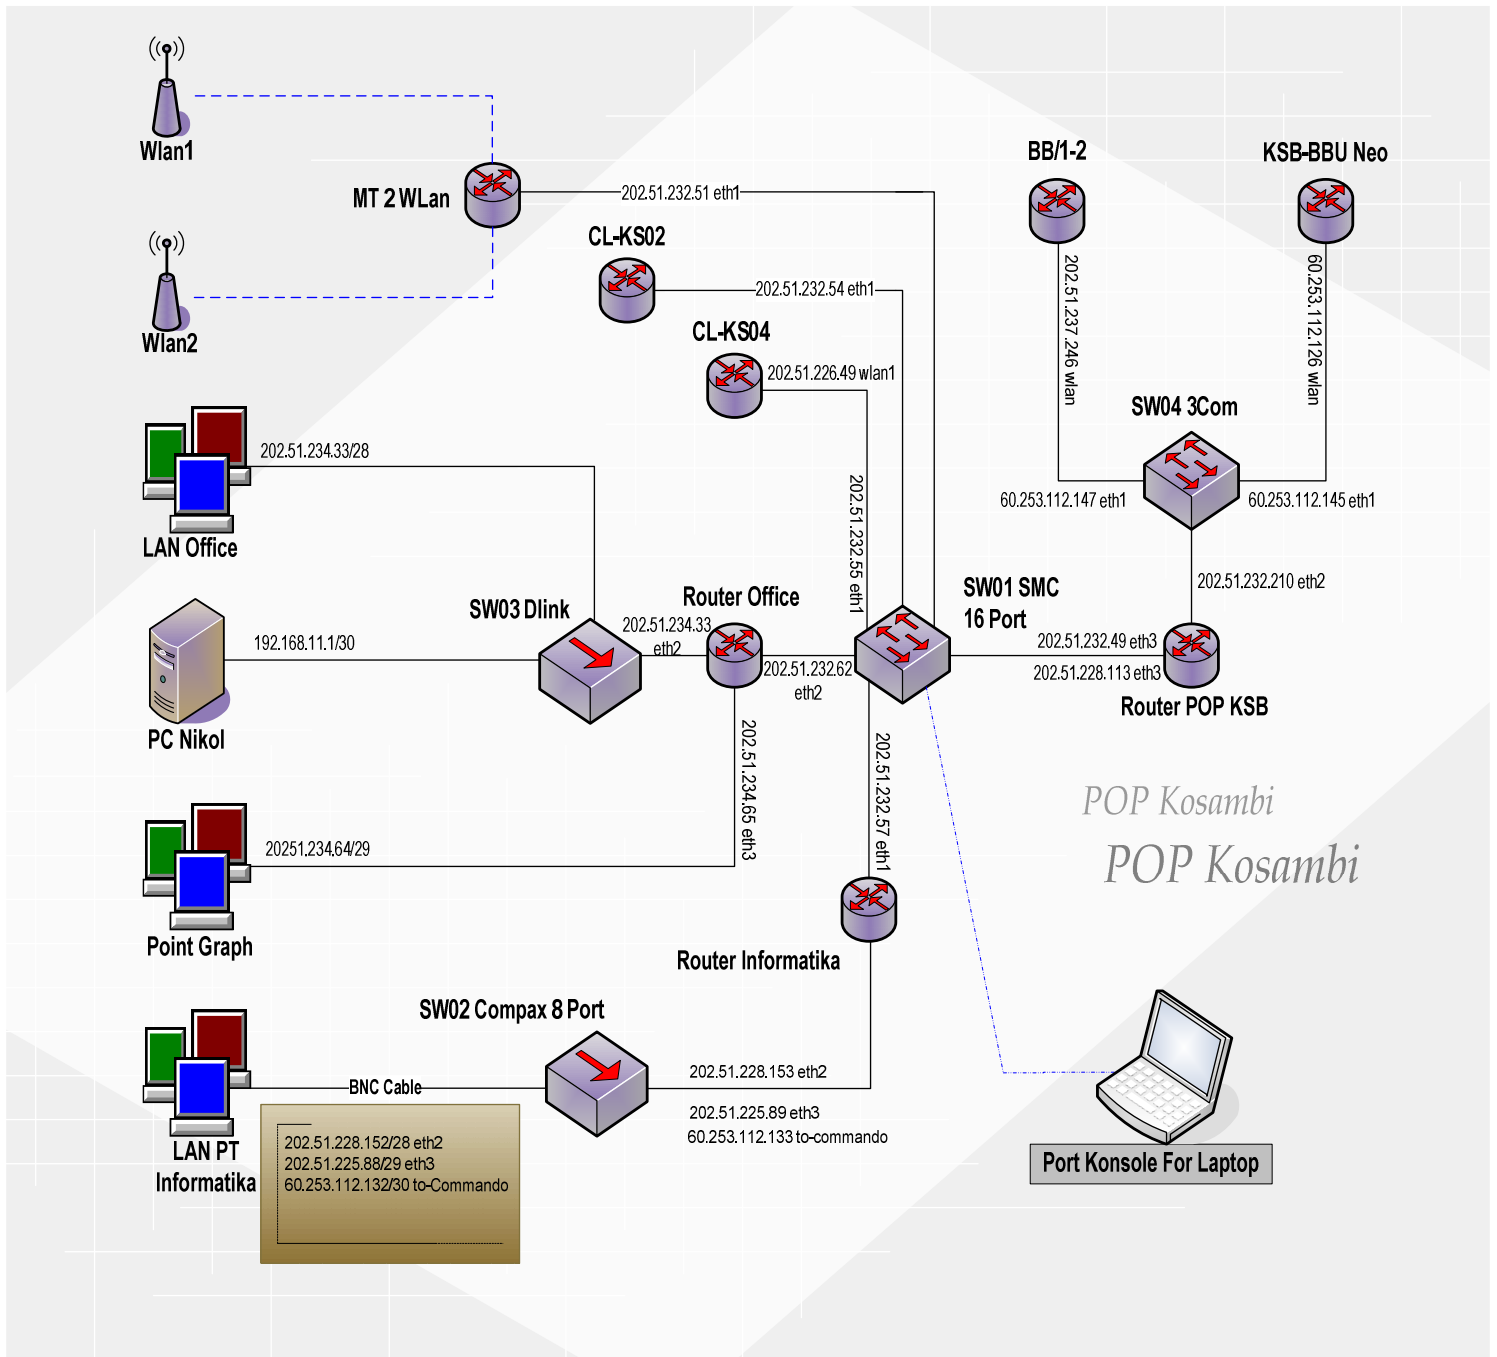 Wlan1
MT 2 WLan
202.51.232.51 eth1
BB/1-2
KSB-BBU Neo
Wlan2
CL-KS02
202.51.232.54 eth1
202.51.237.246 wlan
60.253.112.126 wlan
CL-KS04
202.51.226.49 wlan1
SW04 3Com
202.51.234.33/28
LAN Office
202.51.232.55 eth1
60.253.112.147 eth1
60.253.112.145 eth1
202.51.232.210 eth2
SW03 Dlink
Router Office
SW01 SMC
16 Port
192.168.11.1/30
202.51.234.33
eth2
202.51.232.62
eth2
202.51.232.49 eth3
202.51.228.113 eth3
Router POP KSB
PC Nikol
202.51.234.65 eth3
202.51.232.57 eth1
POP Kosambi
POP Kosambi
20251.234.64/29
Point Graph
Router Informatika
SW02 Compax 8 Port
BNC Cable
202.51.228.153 eth2
202.51.225.89 eth3
60.253.112.133 to-commando
LAN PT
Informatika
202.51.228.152/28 eth2
202.51.225.88/29 eth3
60.253.112.132/30 to-Commando
Port Konsole For Laptop